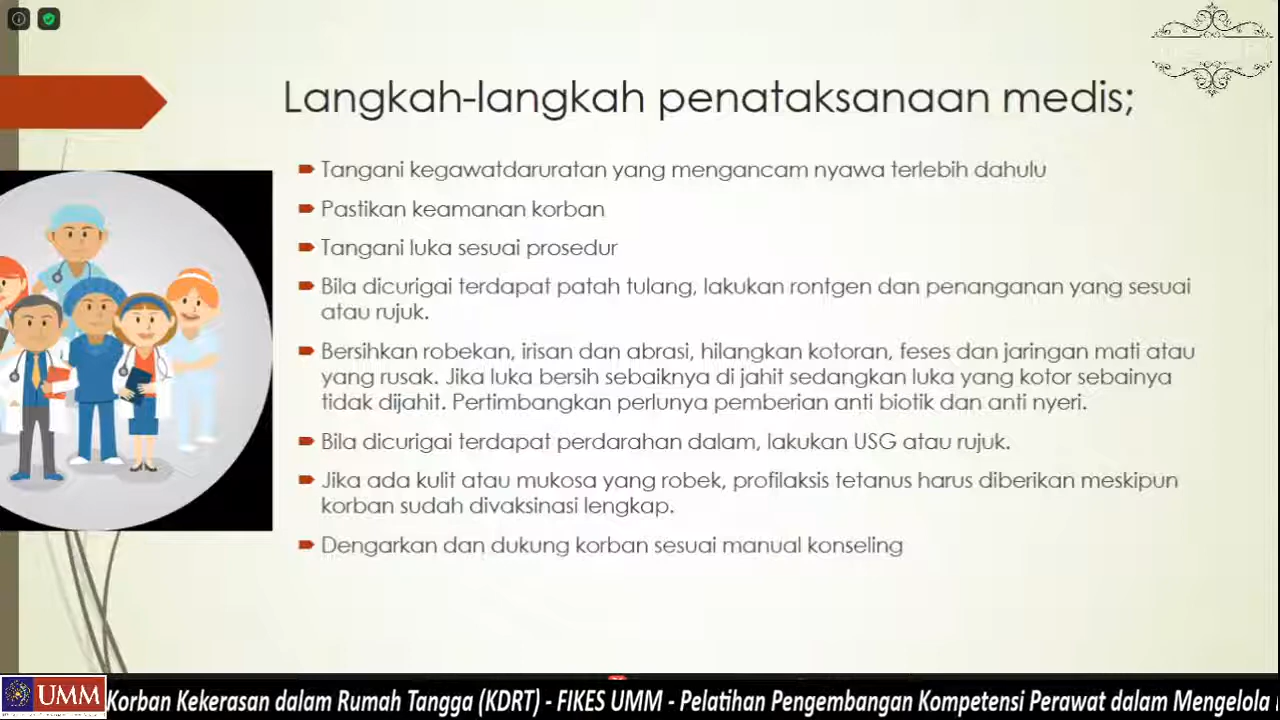 Langkah-langkah penataksanaan medis;
Tangani kegawatdaruratan yang mengancam nyawa terlebih dahulu
Pastikan keamanan korban
Tangani luka sesuai prosedur
Bila dicurigai terdapat patah tulang, lakukan rontgen dan penanganan yang sesuai
atau rujuk.
Bersihkan robekan, irisan dan abrasi, hilangkan kotoran, feses dan jaringan mati atau
yang rusak. Jika luka bersih sebaiknya di jahit sedangkan luka yang kotor sebainya
tidak dijahit. Pertimbangkan perlunya pemberian anti biotik dan anti nyeri.
Bila dicurigai terdapat perdarahan dalam, lakukan USG atau rujuk.
Jika ada kulit atau mukosa yang robek, profilaksis tetanus harus diberikan meskipun
korban sudah divaksinasi lengkap.
Dengarkan dan dukung korban sesuai manual konseling
UMM
Korban Kekerasan dalam Rumah Tangga (KDRT) - FIKES UMM - Pelatihan Pengembangan Kompetensi Perawat dalam Mengelola